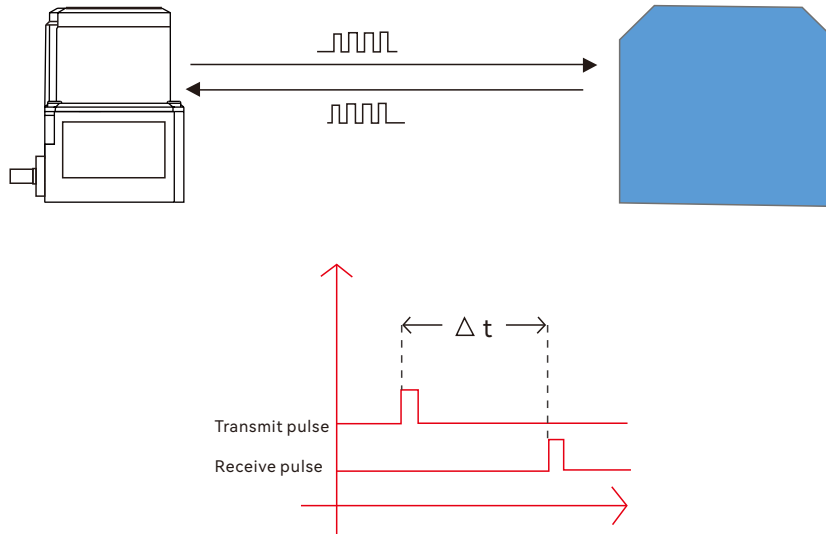 Δ t
Transmit pulse
Receive pulse